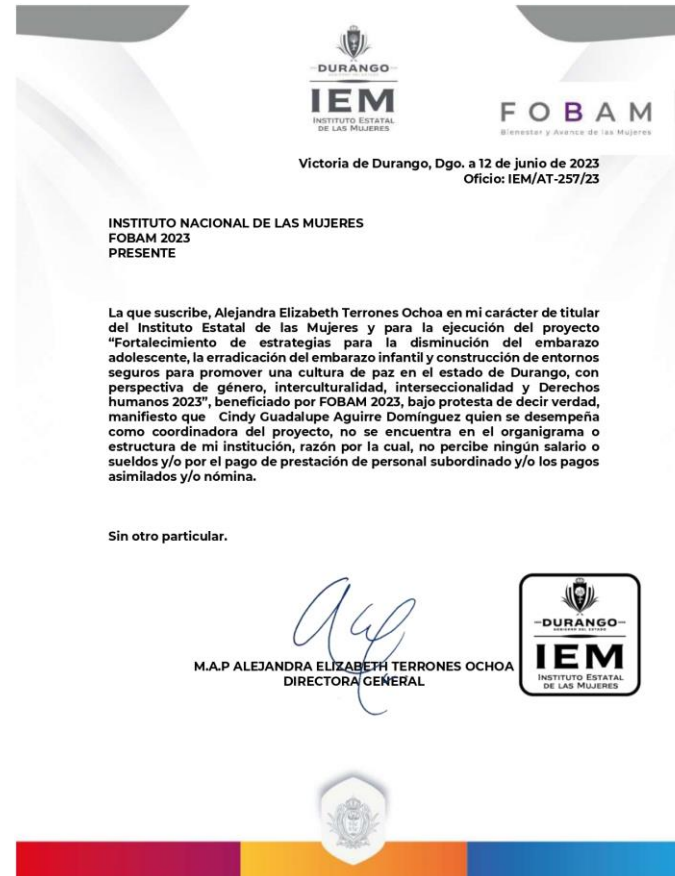 DURANGO
IEM
INSTITUTO ESTATAL
DE LAS MUJERES
FOBAM
Bienestar y Avance de las Mujeres
Victoria de Durango, Dgo. a 12 de junio de 2023
Oficio: IEM/AT-257/23
INSTITUTO NACIONAL DE LAS MUJERES
FOBAM 2023
PRESENTE
La que suscribe, Alejandra Elizabeth Terrones Ochoa en mi carácter de titular
del Instituto Estatal de las Mujeres y para la ejecución del proyecto
“Fortalecimiento de estrategias para la disminución del embarazo
adolescente, la erradicación del embarazo infantil y construcción de entornos
seguros para promover una cultura de paz en el estado de Durango, con
perspectiva de género, interculturalidad, interseccionalidad y Derechos
humanos 2023”, beneficiado por FOBAM 2023, bajo protesta de decir verdad,
manifiesto que Cindy Guadalupe Aguirre Domínguez quien se desempeña
como coordinadora del proyecto, no se encuentra en el organigrama o
estructura de mi institución, razón por la cual, no percibe ningún salario o
sueldos y/o por el pago de prestación de personal subordinado y/o los pagos
asimilados y/o nómina.
Sin otro particular.
M.A.P ALEJANDRA ELIZABETH TERRONES OCHOA
DIRECTORA GENERAL
DURANGO
GOBIERNO DEL ESTADO
IEM
INSTITUTO ESTATAL
DE LAS MUJERES